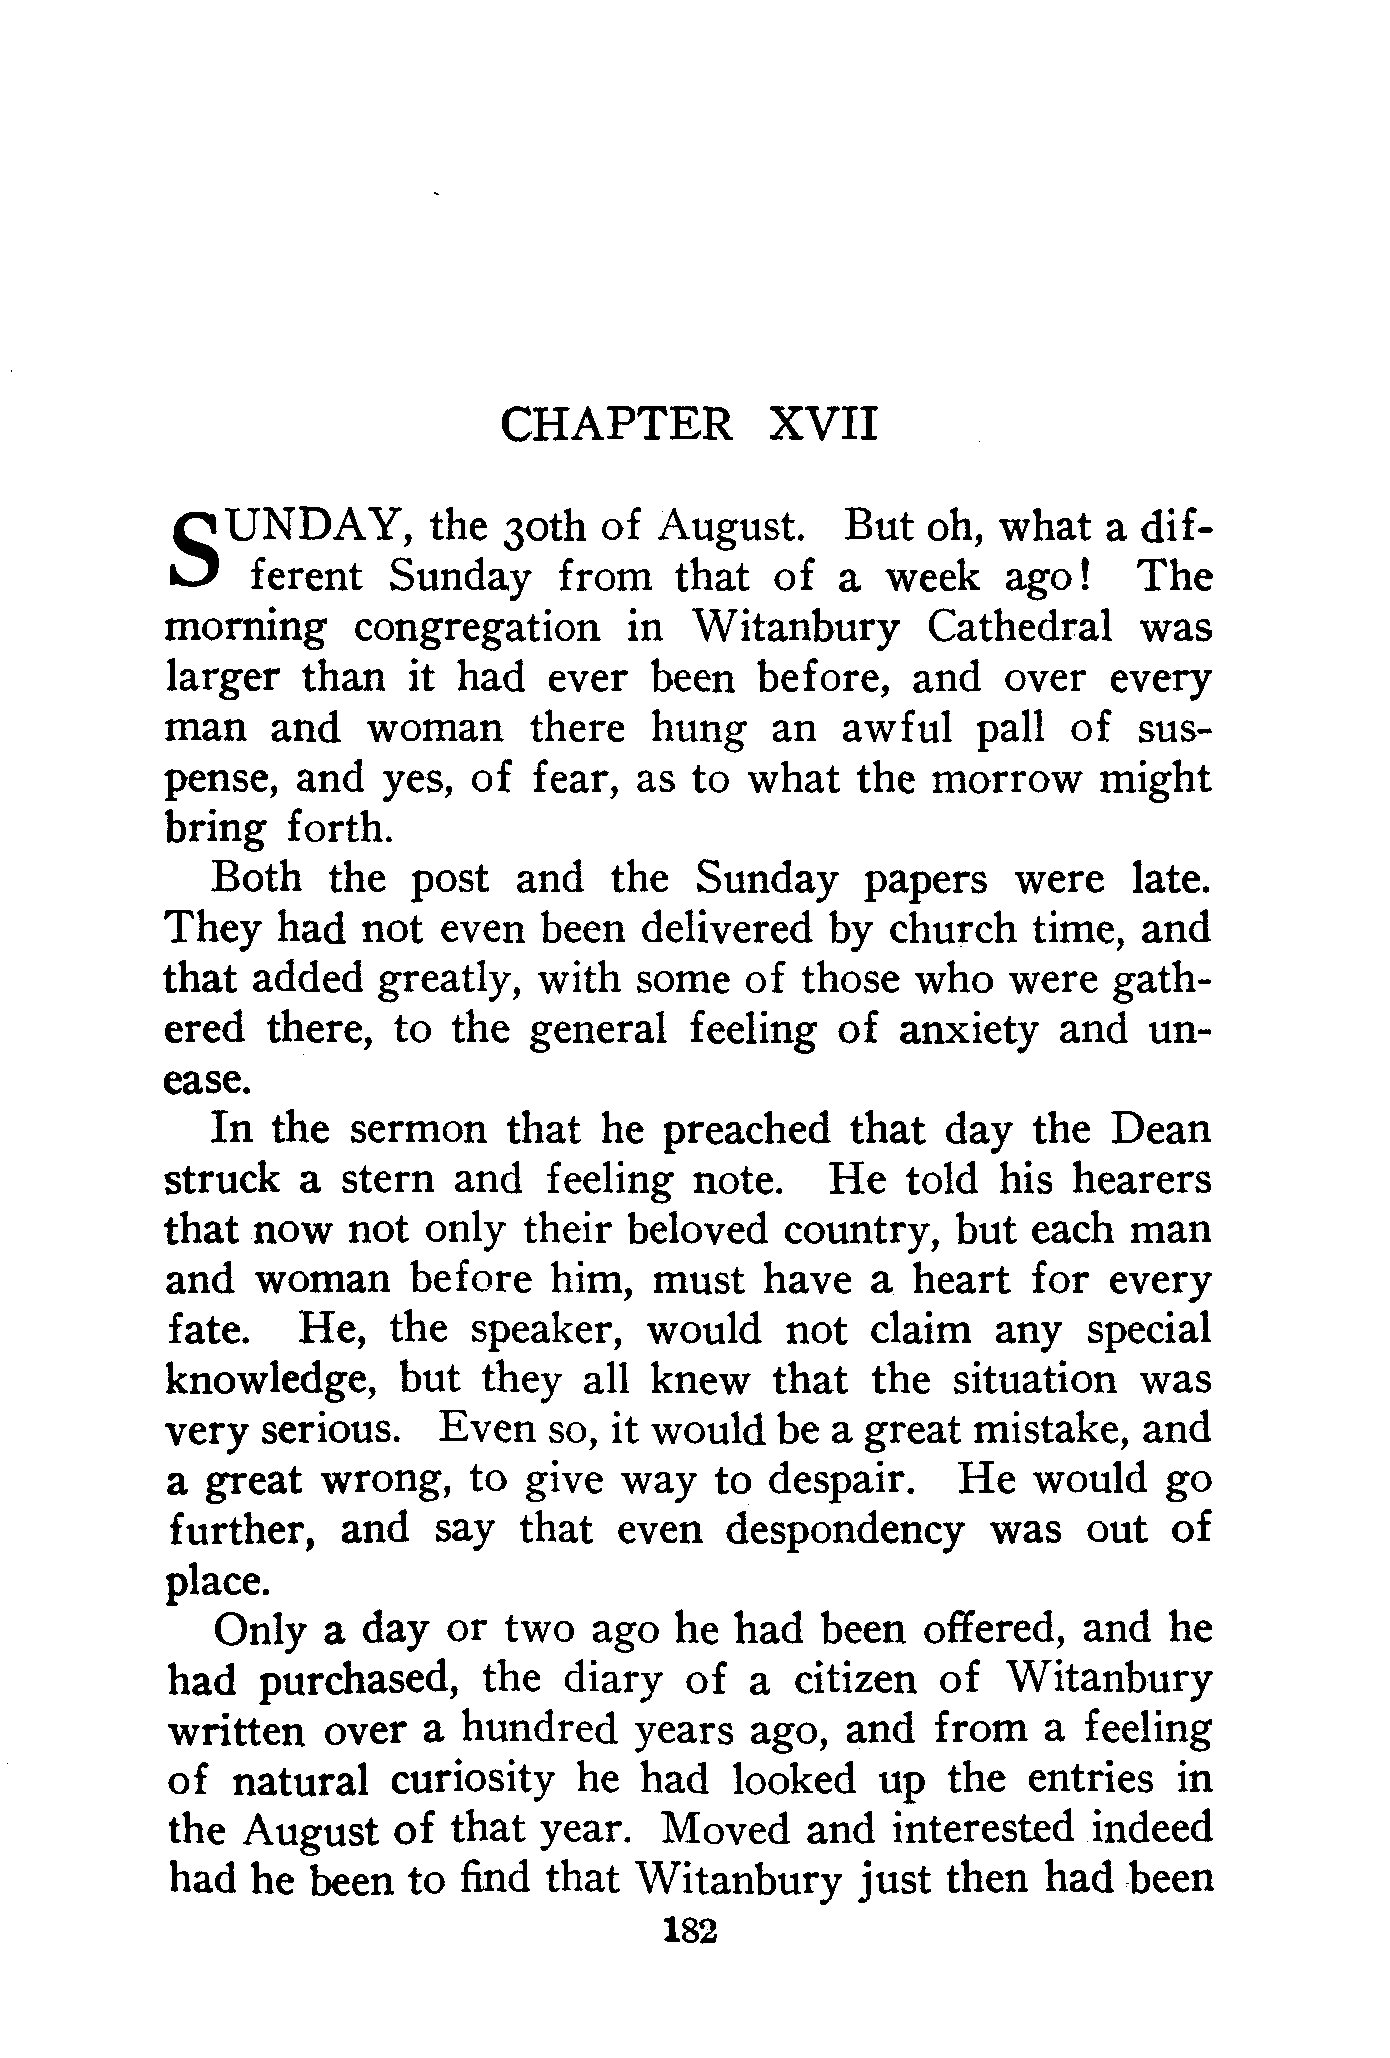 CHAPTER XVII
SUNDAY, the 30th of August. But oh, what a dif-
ferent Sunday from that of a week ago! The
morning congregation in Witanbury Cathedral was
larger than it had ever been before, and over every
man and woman there hung an awful pall of sus-
pense, and yes, of fear, as to what the morrow might
bring forth.
Both the post and the Sunday papers were late.
They had not even been delivered by church time, and
that added greatly, with some of those who were gath-
ered there, to the general feeling of anxiety and un-
ease.
In the sermon that he preached that day the Dean
struck a stern and feeling note. He told his hearers
that now not only their beloved country, but each man
and woman before him, must have a heart for every
fate. He, the speaker, would not claim any special
knowledge, but they all knew that the situation was
very serious. Even so, it would be a great mistake, and
a great wrong, to give way to despair. He would go
further, and say that even despondency was out of
place.
Only a day or two ago he had been offered, and he
had purchased, the diary of a citizen of Witanbury
written over a hundred years ago, and from a feeling
of natural curiosity he had looked up the entries in
the August of that year. Moved and interested indeed
had he been to find that Witanbury just then had been
182